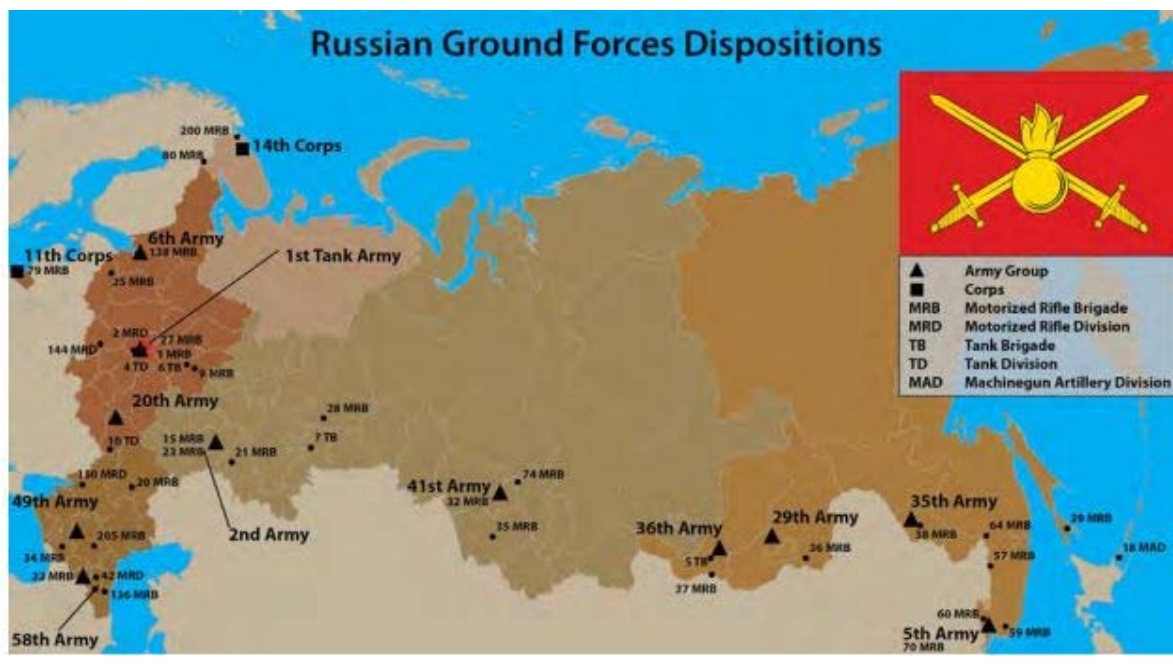 Russian Ground Forces Dispositions
200 MRB
14th Corps
80 MRB
6th Army
138 MRB
11th Corps
79 MRB
25 MRB
1st Tank Army
2 MRD
27 MRB
144 MRD
1 MRB
4 TD
6 TB
9 MRB
20th Army
28 MRB
10 TD
15 MRB
23 MRB
7 TB
21 MRB
150 MRD
20 MRB
49th Army
2nd Army
205 MRB
34 MRB
33 MRB
42 MRD
136 MRB
58th Army
41st Army
74 MRB
32 MRB
35 MRB
36th Army
29th Army
5 TB
36 MRB
37 MRB
35th Army
38 MRB
64 MRB
39 MRB
57 MRB
18 MAD
60 MRB
5th Army
59 MRB
70 MRB
Army Group
Corps
MRB Motorized Rifle Brigade
MRD Motorized Rifle Division
TB Tank Brigade
TD Tank Division
MAD Machinegun Artillery Division